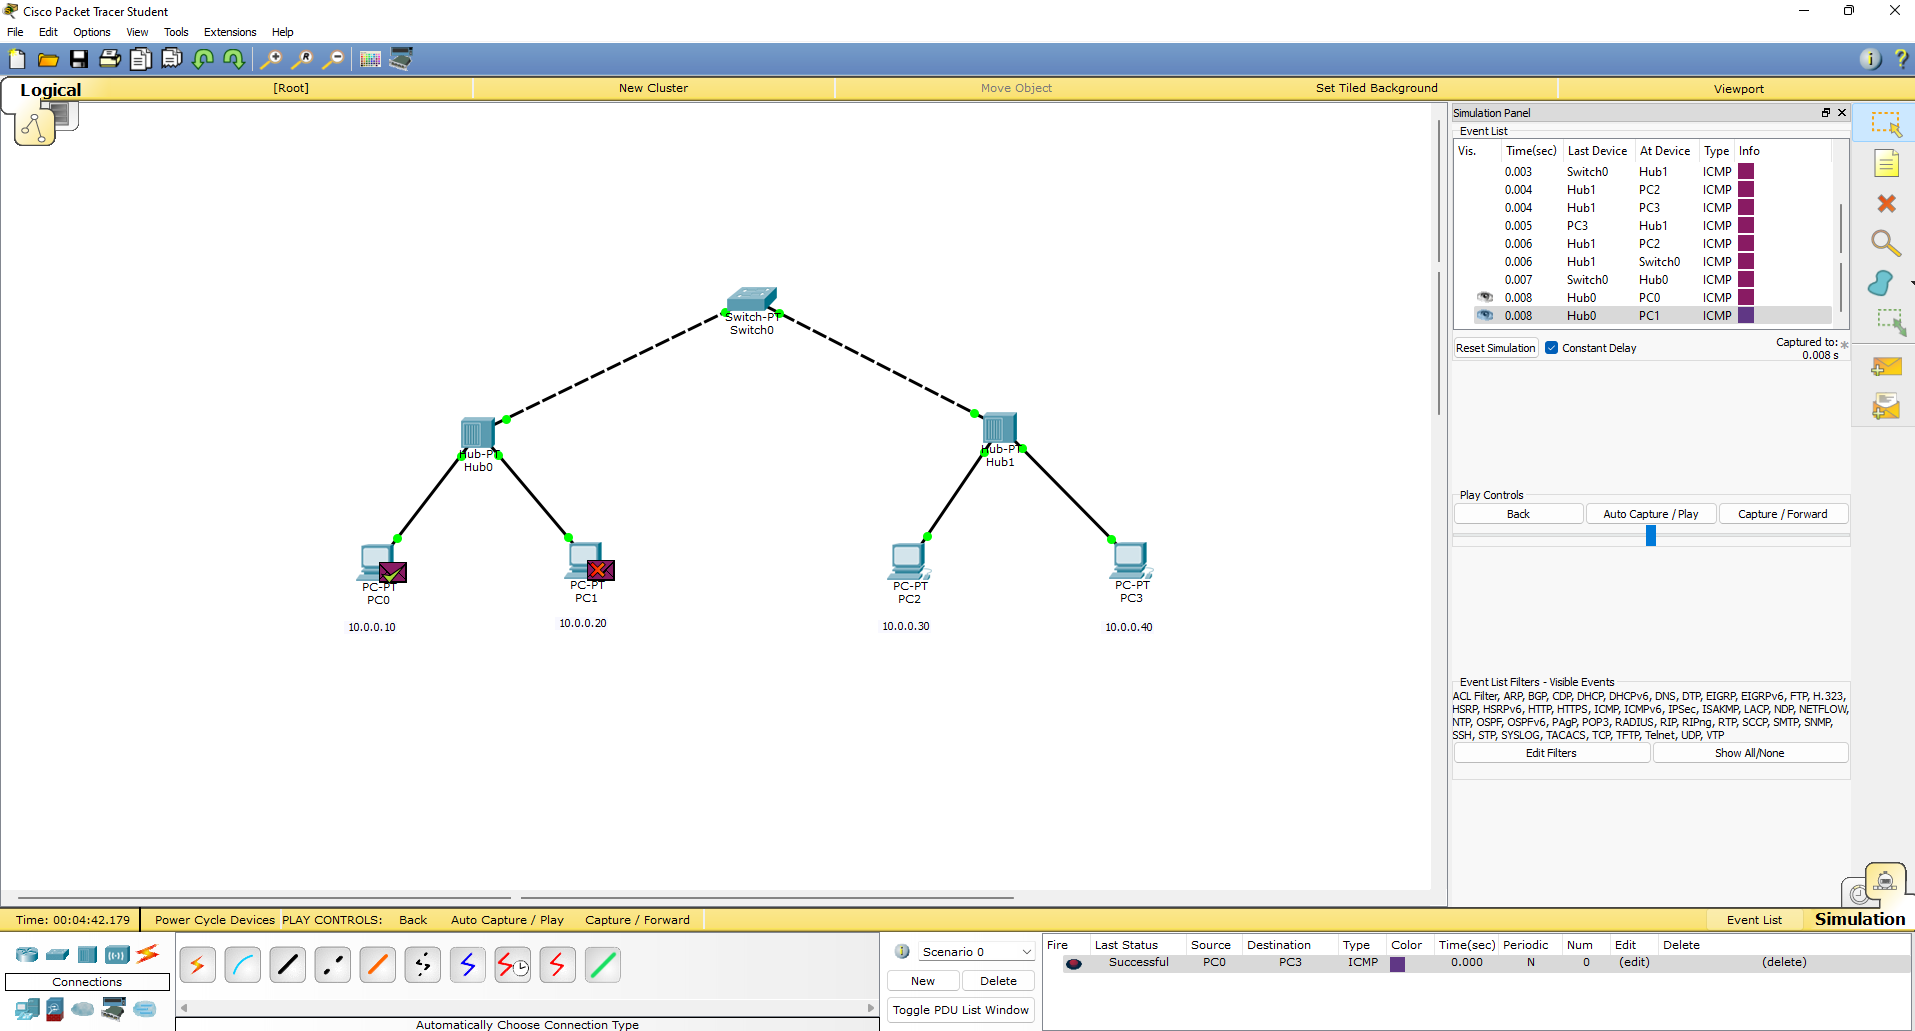 Cisco Packet Tracer Student
File Edit Options View Tools Extensions Help
Logical [Root] New Cluster Move Object Set Tiled Background Viewport
Switch-PT
Switch0
Hub-PT
Hub0
Hub-PT
Hub1
PC-PT
PC0
10.0.0.10
PC-PT
PC1
10.0.0.20
PC-PT
PC2
10.0.0.30
PC-PT
PC3
10.0.0.40
Simulation Panel
Event List
Vis. Time(sec) Last Device At Device Type Info
0.003 Switch0 Hub1 ICMP
0.004 Hub1 PC2 ICMP
0.004 Hub1 PC3 ICMP
0.005 PC3 Hub1 ICMP
0.006 Hub1 PC2 ICMP
0.006 Hub1 Switch0 ICMP
0.007 Switch0 Hub0 ICMP
0.008 Hub0 PC0 ICMP
0.008 Hub0 PC1 ICMP
Reset Simulation Constant Delay Captured to: *
0.008 s
Play Controls
Back Auto Capture / Play Capture / Forward
Event List Filters - Visible Events
ACL Filter, ARP, BGP, CDP, DHCP, DHCPv6, DNS, DTP, EIGRP, EIGRPv6, FTP, H.323,
HSRP, HSRPv6, HTTP, HTTPS, ICMP, ICMPv6, IPSec, ISAKMP, LACP, NDP, NETFLOW,
NTP, OSPF, OSPFv6, PAgP, POP3, RADIUS, RIP, RIPng, RTP, SCCP, SMTP, SNMP,
SSH, STP, SYSLOG, TACACS, TCP, TFTP, Telnet, UDP, VTP
Edit Filters Show All/None
Time: 00:04:42.179 Power Cycle Devices PLAY CONTROLS: Back Auto Capture / Play Capture / Forward Event List Simulation
Connections
Automatically Choose Connection Type
Scenario 0
New Delete
Toggle PDU List Window
Fire Last Status Source Destination Type Color Time(sec) Periodic Num Edit Delete
Successful PC0 PC3 ICMP 0.000 N 0 (edit) (delete)